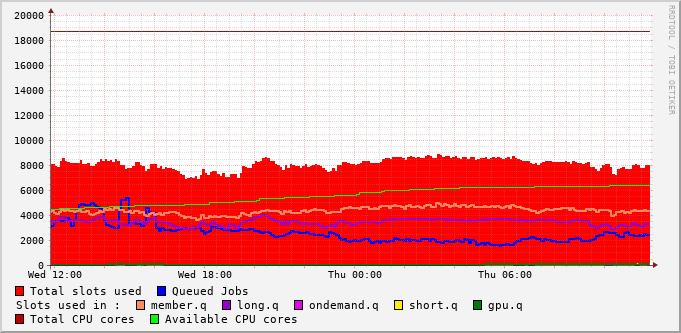 20000
18000
16000
14000
12000
10000
8000
6000
4000
2000
0
Wed 12:00 Wed 18:00 Thu 00:00 Thu 06:00
Total slots used Queued Jobs
Slots used in : member.q long.q ondemand.q short.q gpu.q
Total CPU cores Available CPU cores
RRDTOOL / TOBI OETIKER